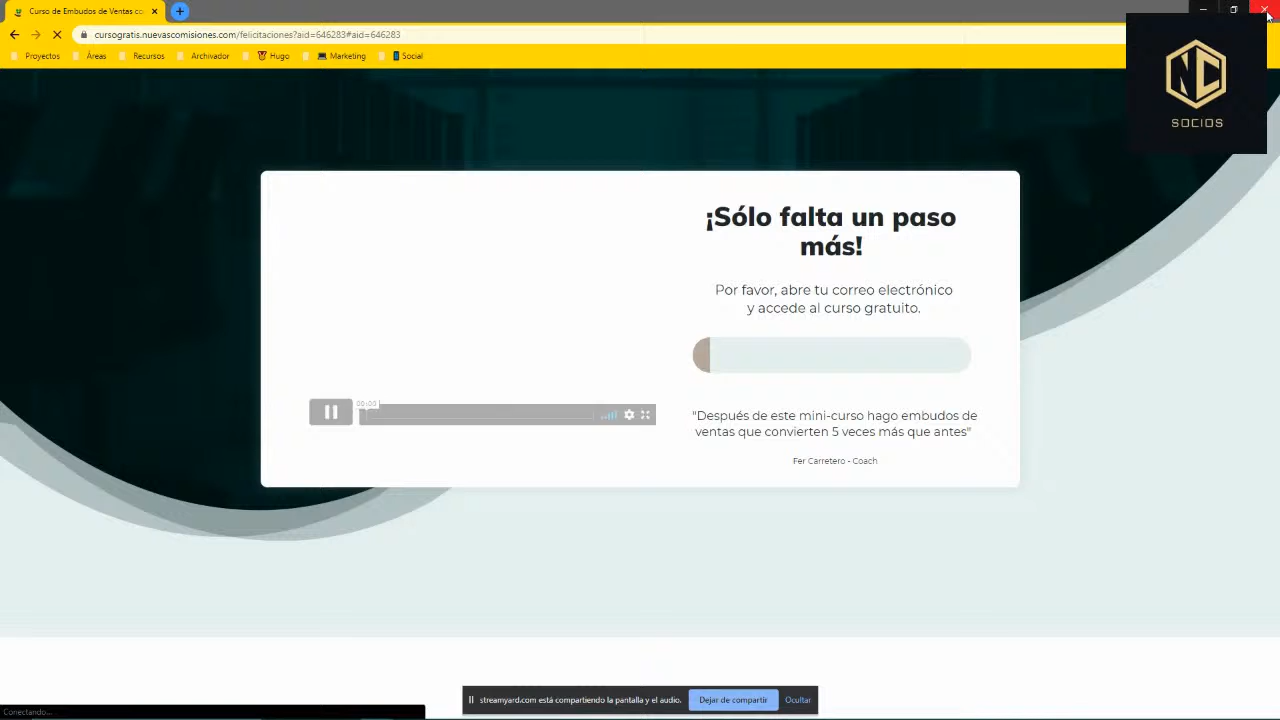 Curso de Embudos de Ventas co
cursogratis.nuevascomisiones.com/felicitaciones?aid=646283#aid=646283
Proyectos
Áreas
Recursos
Archivador
Hugo
Marketing
Social
NC
SOCIOS
¡Sólo falta un paso
más!
Por favor, abre tu correo electrónico
y accede al curso gratuito.
00:00
"Después de este mini-curso hago embudos de
ventas que convierten 5 veces más que antes"
Fer Carretero - Coach
streamyard.com está compartiendo la pantalla y el audio.
Dejar de compartir
Ocultar
Conectando...